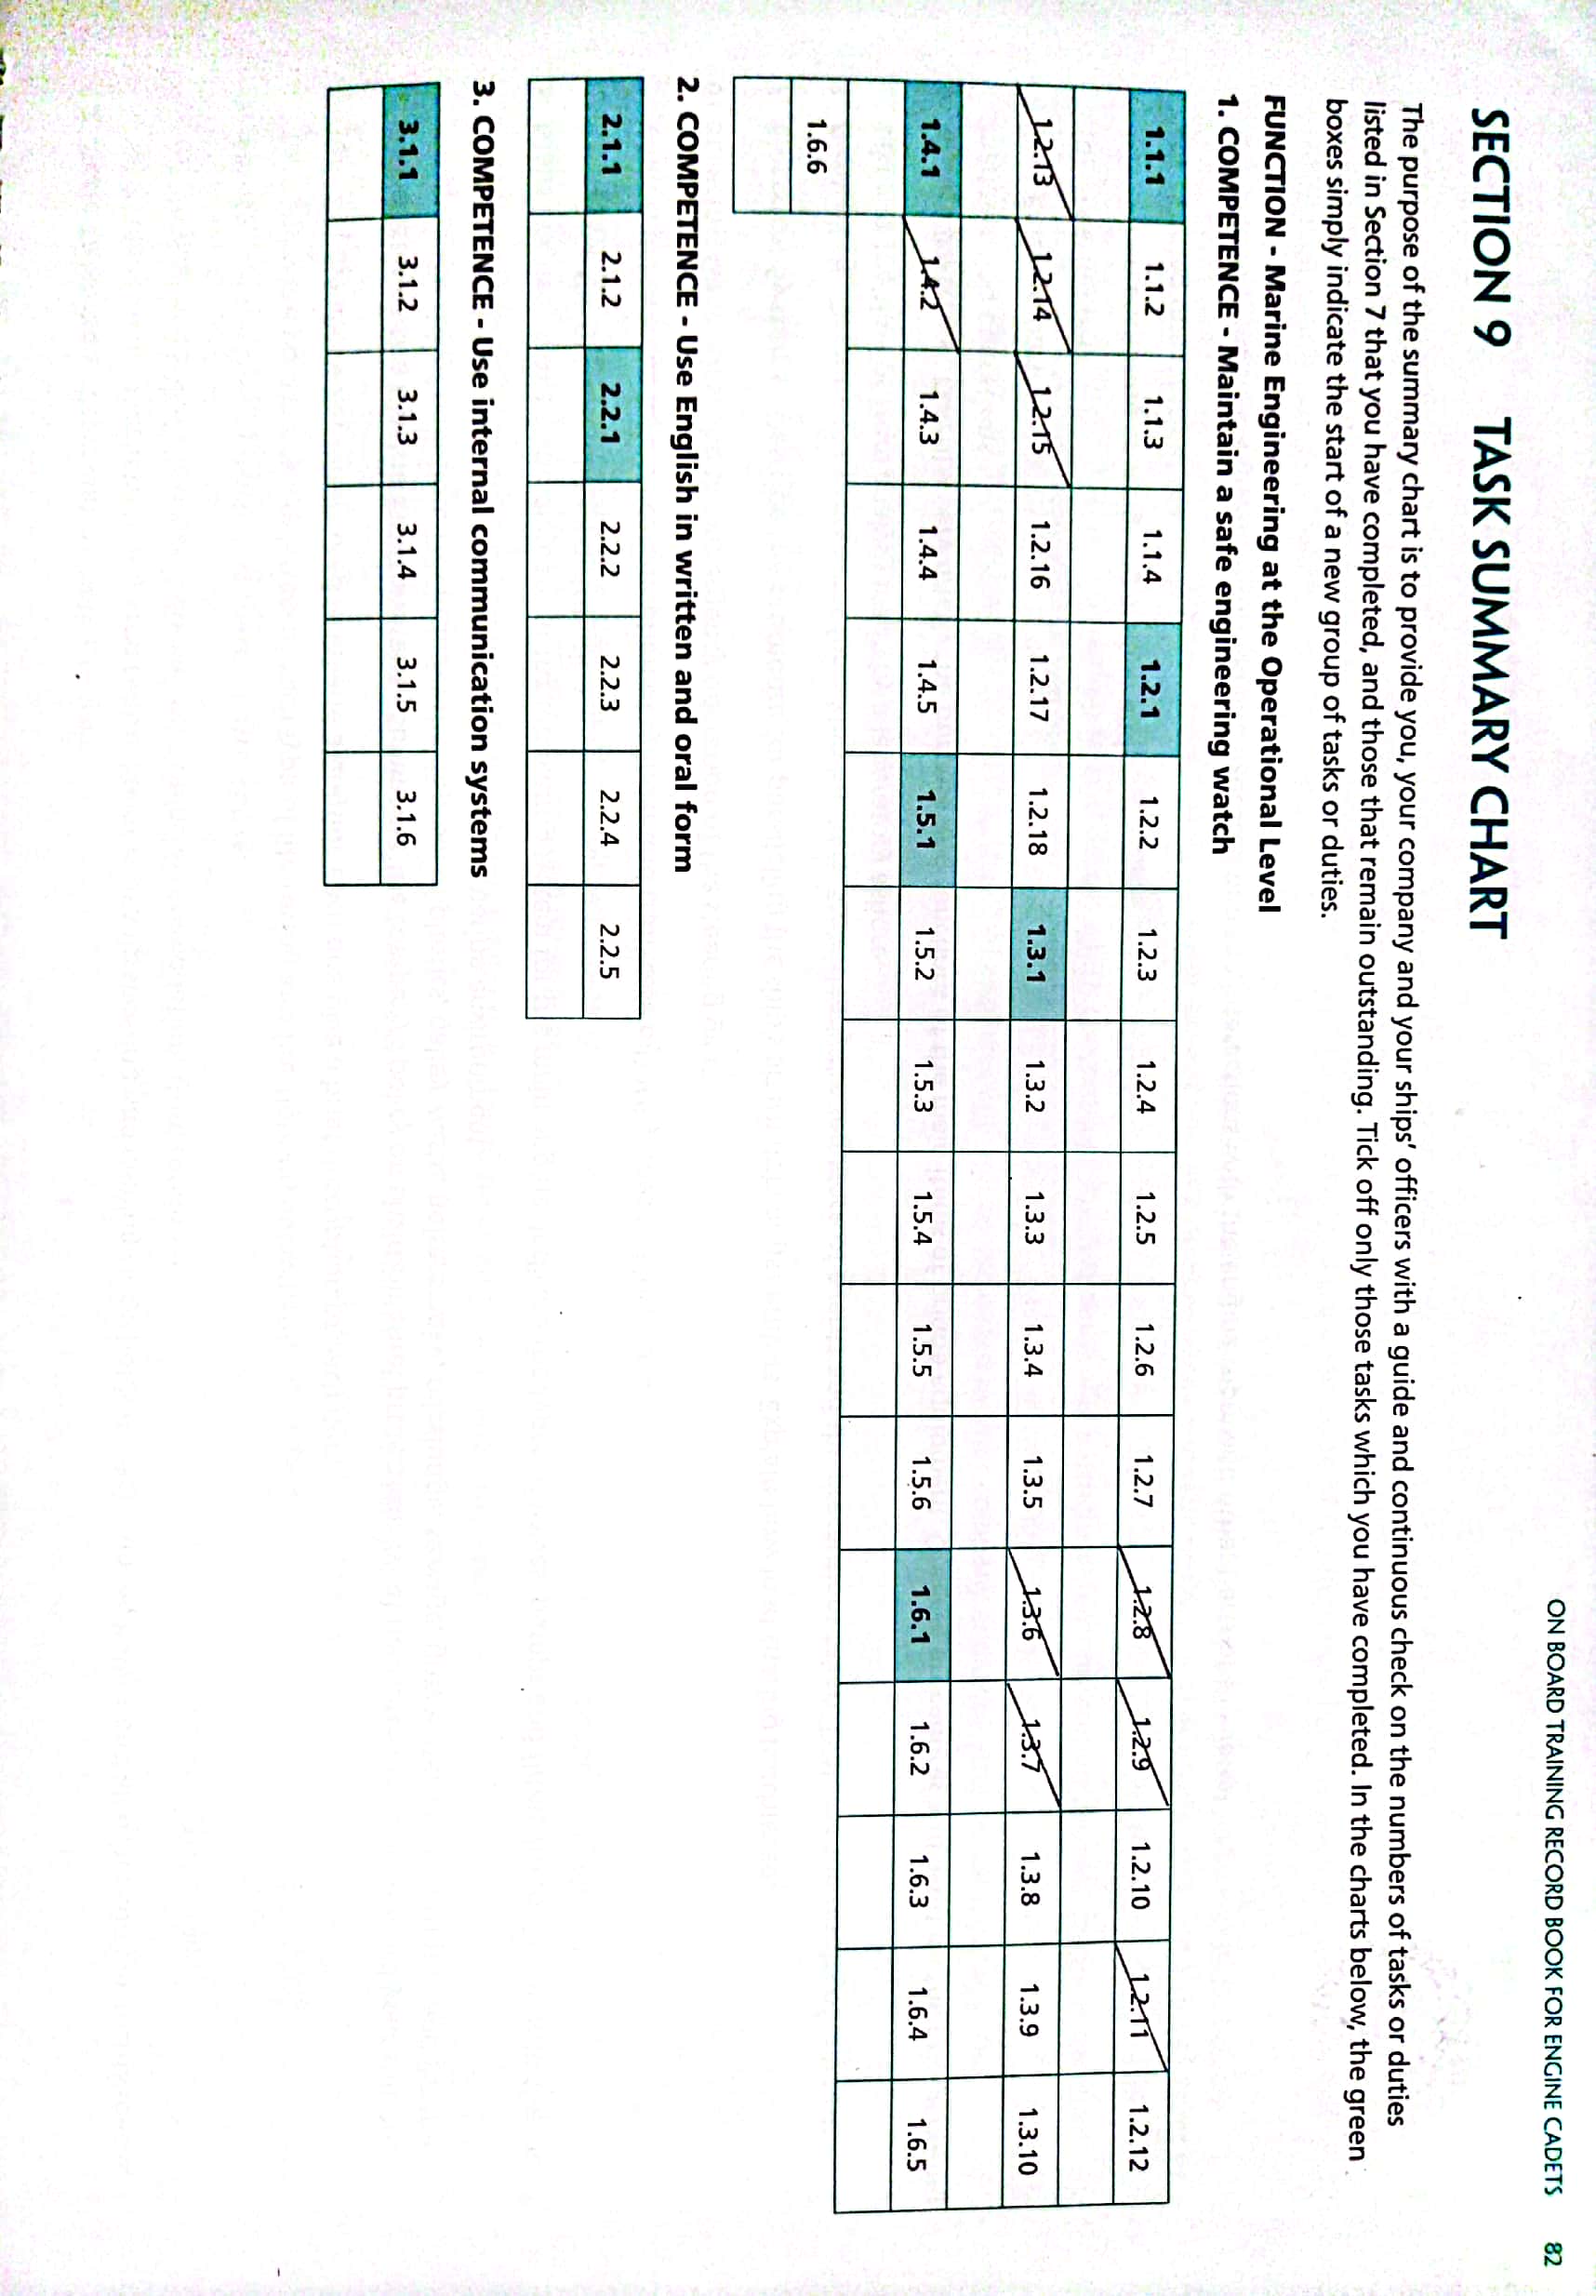 ON BOARD TRAINING RECORD BOOK FOR ENGINE CADETS 82
SECTION 9 TASK SUMMARY CHART
The purpose of the summary chart is to provide you, your company and your ships' officers with a guide and continuous check on the numbers of tasks or duties
listed in Section 7 that you have completed, and those that remain outstanding. Tick off only those tasks which you have completed. In the charts below, the green
boxes simply indicate the start of a new group of tasks or duties.
FUNCTION - Marine Engineering at the Operational Level
1. COMPETENCE - Maintain a safe engineering watch
1.1.1 1.1.2 1.1.3 1.1.4 1.2.1 1.2.2 1.2.3 1.2.4 1.2.5 1.2.6 1.2.7 1.2.8 1.2.9 1.2.10 1.2.11 1.2.12
1.2.13 1.2.14 1.2.15 1.2.16 1.2.17 1.2.18 1.3.1 1.3.2 1.3.3 1.3.4 1.3.5 1.3.6 1.3.7 1.3.8 1.3.9 1.3.10
1.4.1 1.4.2 1.4.3 1.4.4 1.4.5 1.5.1 1.5.2 1.5.3 1.5.4 1.5.5 1.5.6 1.6.1 1.6.2 1.6.3 1.6.4 1.6.5
1.6.6
2. COMPETENCE - Use English in written and oral form
2.1.1 2.1.2 2.2.1 2.2.2 2.2.3 2.2.4 2.2.5
3. COMPETENCE - Use internal communication systems
3.1.1 3.1.2 3.1.3 3.1.4 3.1.5 3.1.6